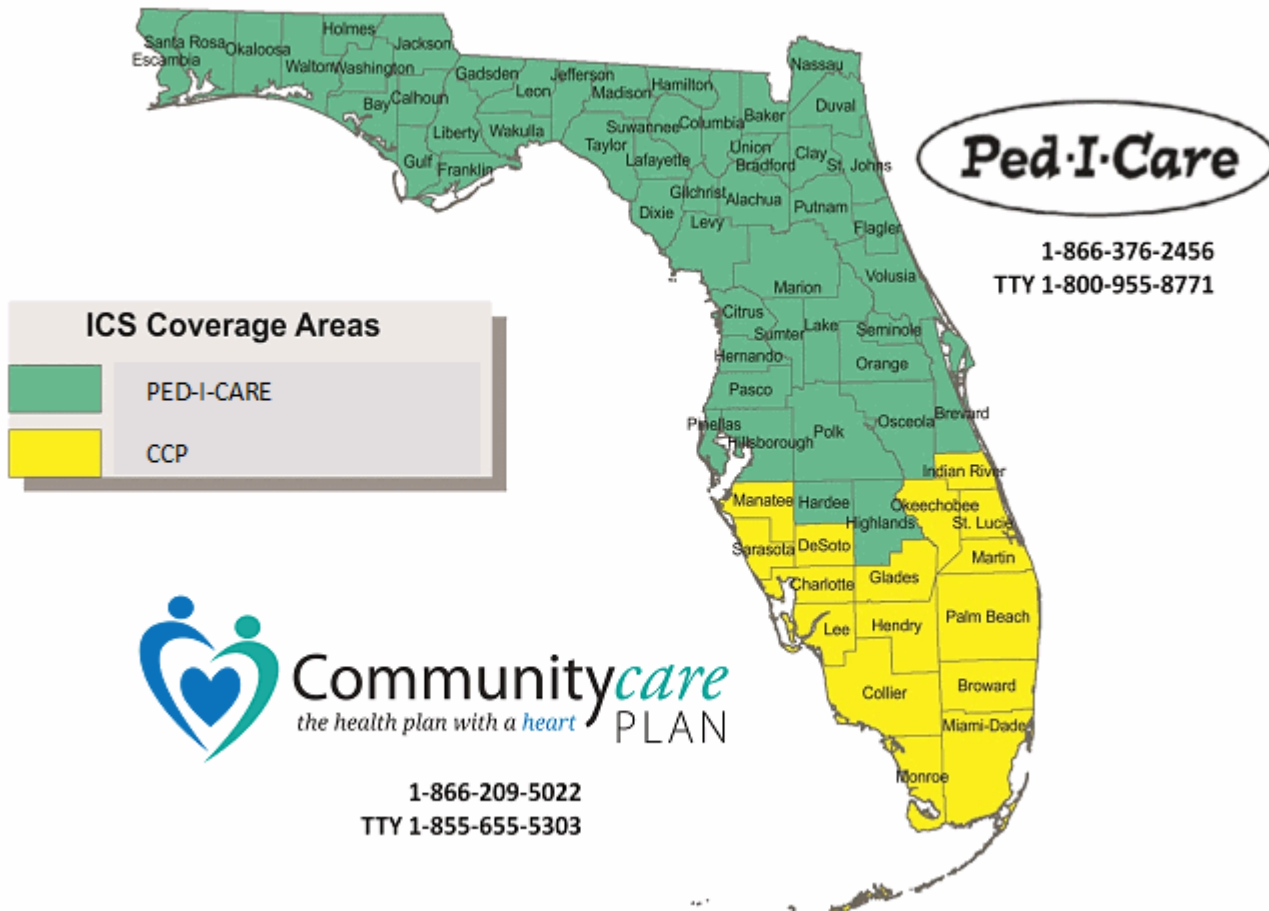 Holmes
Santa Rosa
Okaloosa
Jackson
Escambia
Walton
Washington
Gadsden
Jefferson
Hamilton
Nassau
Leon
Madison
Bay
Calhoun
Duval
Liberty
Wakulla
Suwannee
Columbia
Baker
Taylor
Lafayette
Union
Bradford
Clay
St. Johns
Gulf
Franklin
Gilchrist
Alachua
Putnam
Dixie
Levy
Flagler
Ped·I·Care
1-866-376-2456
TTY 1-800-955-8771
Volusia
Marion
Citrus
Sumter
Lake
Seminole
Hernando
Orange
Pasco
Pinellas
Hillsborough
Polk
Osceola
Brevard
ICS Coverage Areas
PED-I-CARE
CCP
Indian River
Manatee
Hardee
Okeechobee
Highlands
St. Lucie
Sarasota
DeSoto
Martin
Charlotte
Glades
Lee
Hendry
Palm Beach
Collier
Broward
Miami-Dade
Monroe
Communitycare
the health plan with a heart
PLAN
1-866-209-5022
TTY 1-855-655-5303